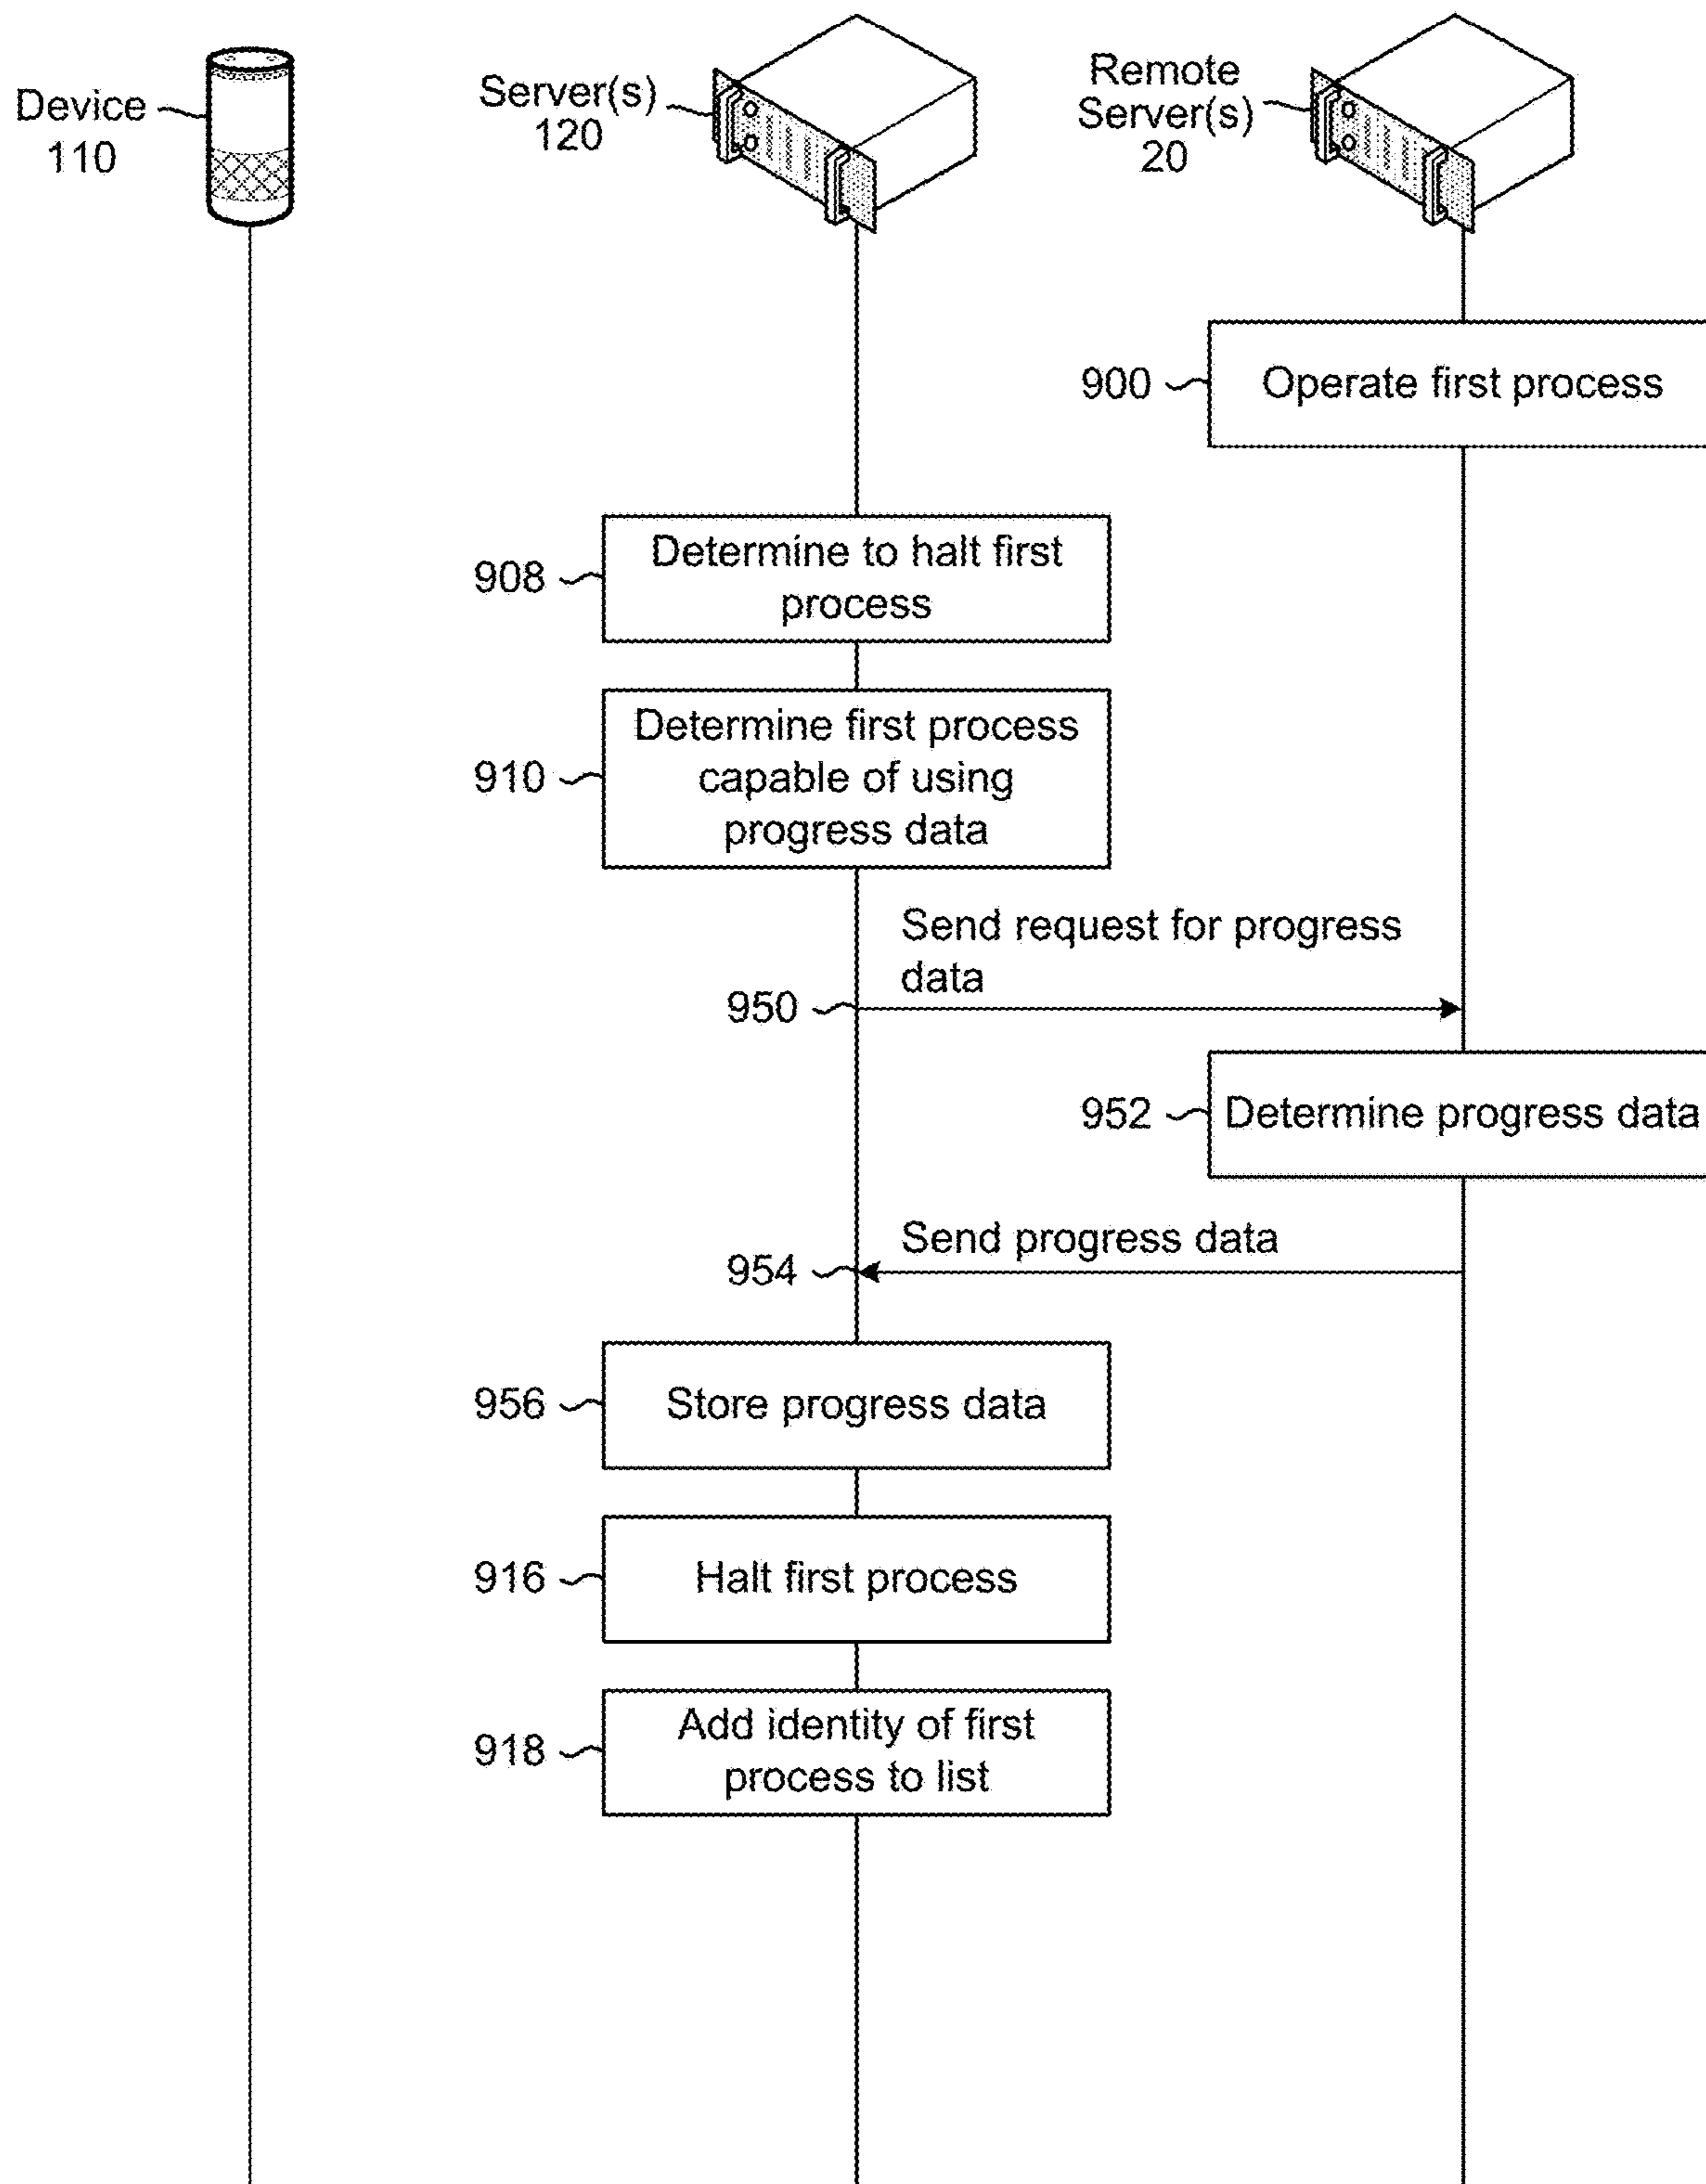 Device
110
Server(s)
120
Remote
Server(s)
20
900
Operate first process
908
Determine to halt first
process
910
Determine first process
capable of using
progress data
Send request for progress
data
950
952
Determine progress data
Send progress data
954
956
Store progress data
916
Halt first process
918
Add identity of first
process to list